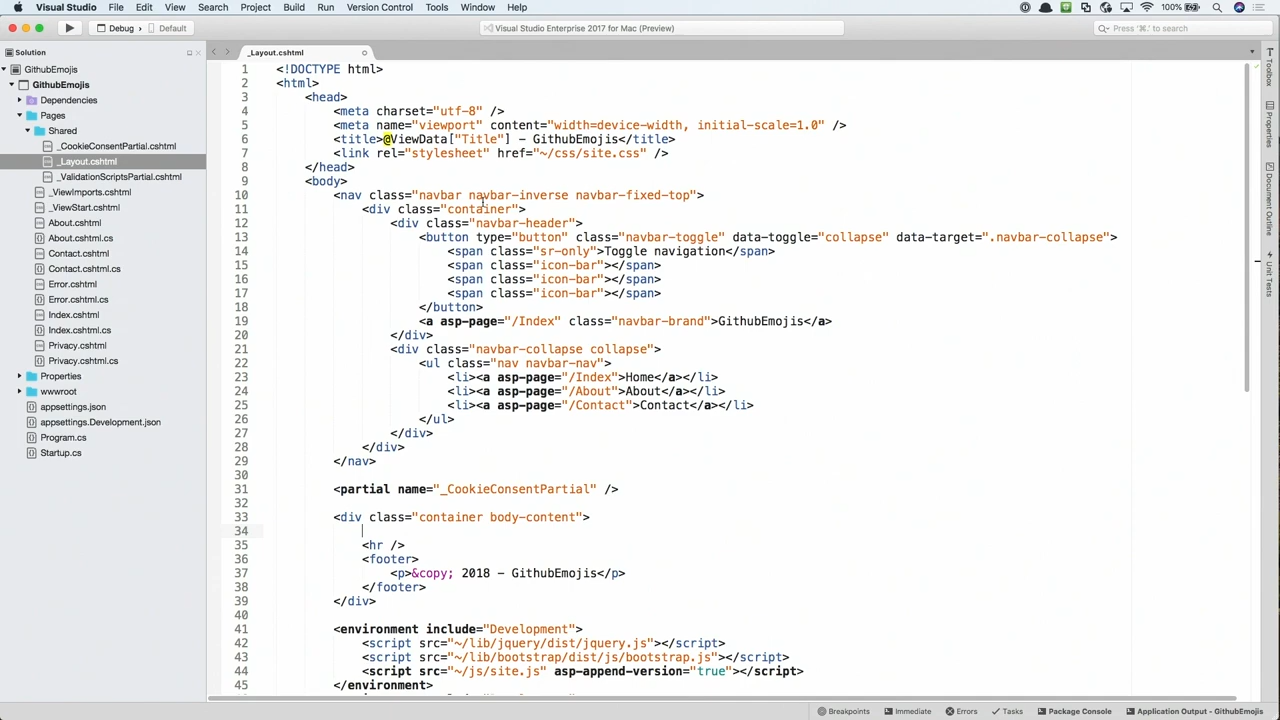 Visual Studio File Edit View Search Project Build Run Version Control Tools Window Help 100%
Debug Default Visual Studio Enterprise 2017 for Mac (Preview) Press '⌘.' to search
Solution
_Layout.cshtml
GithubEmojis
GithubEmojis
Dependencies
Pages
Shared
_CookieConsentPartial.cshtml
_Layout.cshtml
_ValidationScriptsPartial.cshtml
_ViewImports.cshtml
_ViewStart.cshtml
About.cshtml
About.cshtml.cs
Contact.cshtml
Contact.cshtml.cs
Error.cshtml
Error.cshtml.cs
Index.cshtml
Index.cshtml.cs
Privacy.cshtml
Privacy.cshtml.cs
Properties
wwwroot
appsettings.json
appsettings.Development.json
Program.cs
Startup.cs
1 <!DOCTYPE html>
2 <html>
3 <head>
4 <meta charset="utf-8" />
5 <meta name="viewport" content="width=device-width, initial-scale=1.0" />
6 <title>@ViewData["Title"] - GithubEmojis</title>
7 <link rel="stylesheet" href="~/css/site.css" />
8 </head>
9 <body>
10 <nav class="navbar navbar-inverse navbar-fixed-top">
11 <div class="container">
12 <div class="navbar-header">
13 <button type="button" class="navbar-toggle" data-toggle="collapse" data-target=".navbar-collapse">
14 <span class="sr-only">Toggle navigation</span>
15 <span class="icon-bar"></span>
16 <span class="icon-bar"></span>
17 <span class="icon-bar"></span>
18 </button>
19 <a asp-page="/Index" class="navbar-brand">GithubEmojis</a>
20 </div>
21 <div class="navbar-collapse collapse">
22 <ul class="nav navbar-nav">
23 <li><a asp-page="/Index">Home</a></li>
24 <li><a asp-page="/About">About</a></li>
25 <li><a asp-page="/Contact">Contact</a></li>
26 </ul>
27 </div>
28 </div>
29 </nav>
30
31 <partial name="_CookieConsentPartial" />
32
33 <div class="container body-content">
34
35 <hr />
36 <footer>
37 <p>&copy; 2018 - GithubEmojis</p>
38 </footer>
39 </div>
40
41 <environment include="Development">
42 <script src="~/lib/jquery/dist/jquery.js"></script>
43 <script src="~/lib/bootstrap/dist/js/bootstrap.js"></script>
44 <script src="~/js/site.js" asp-append-version="true"></script>
45 </environment>
Toolbox
Properties
Document Outline
Unit Tests
Breakpoints Immediate Errors Tasks Package Console Application Output - GithubEmojis